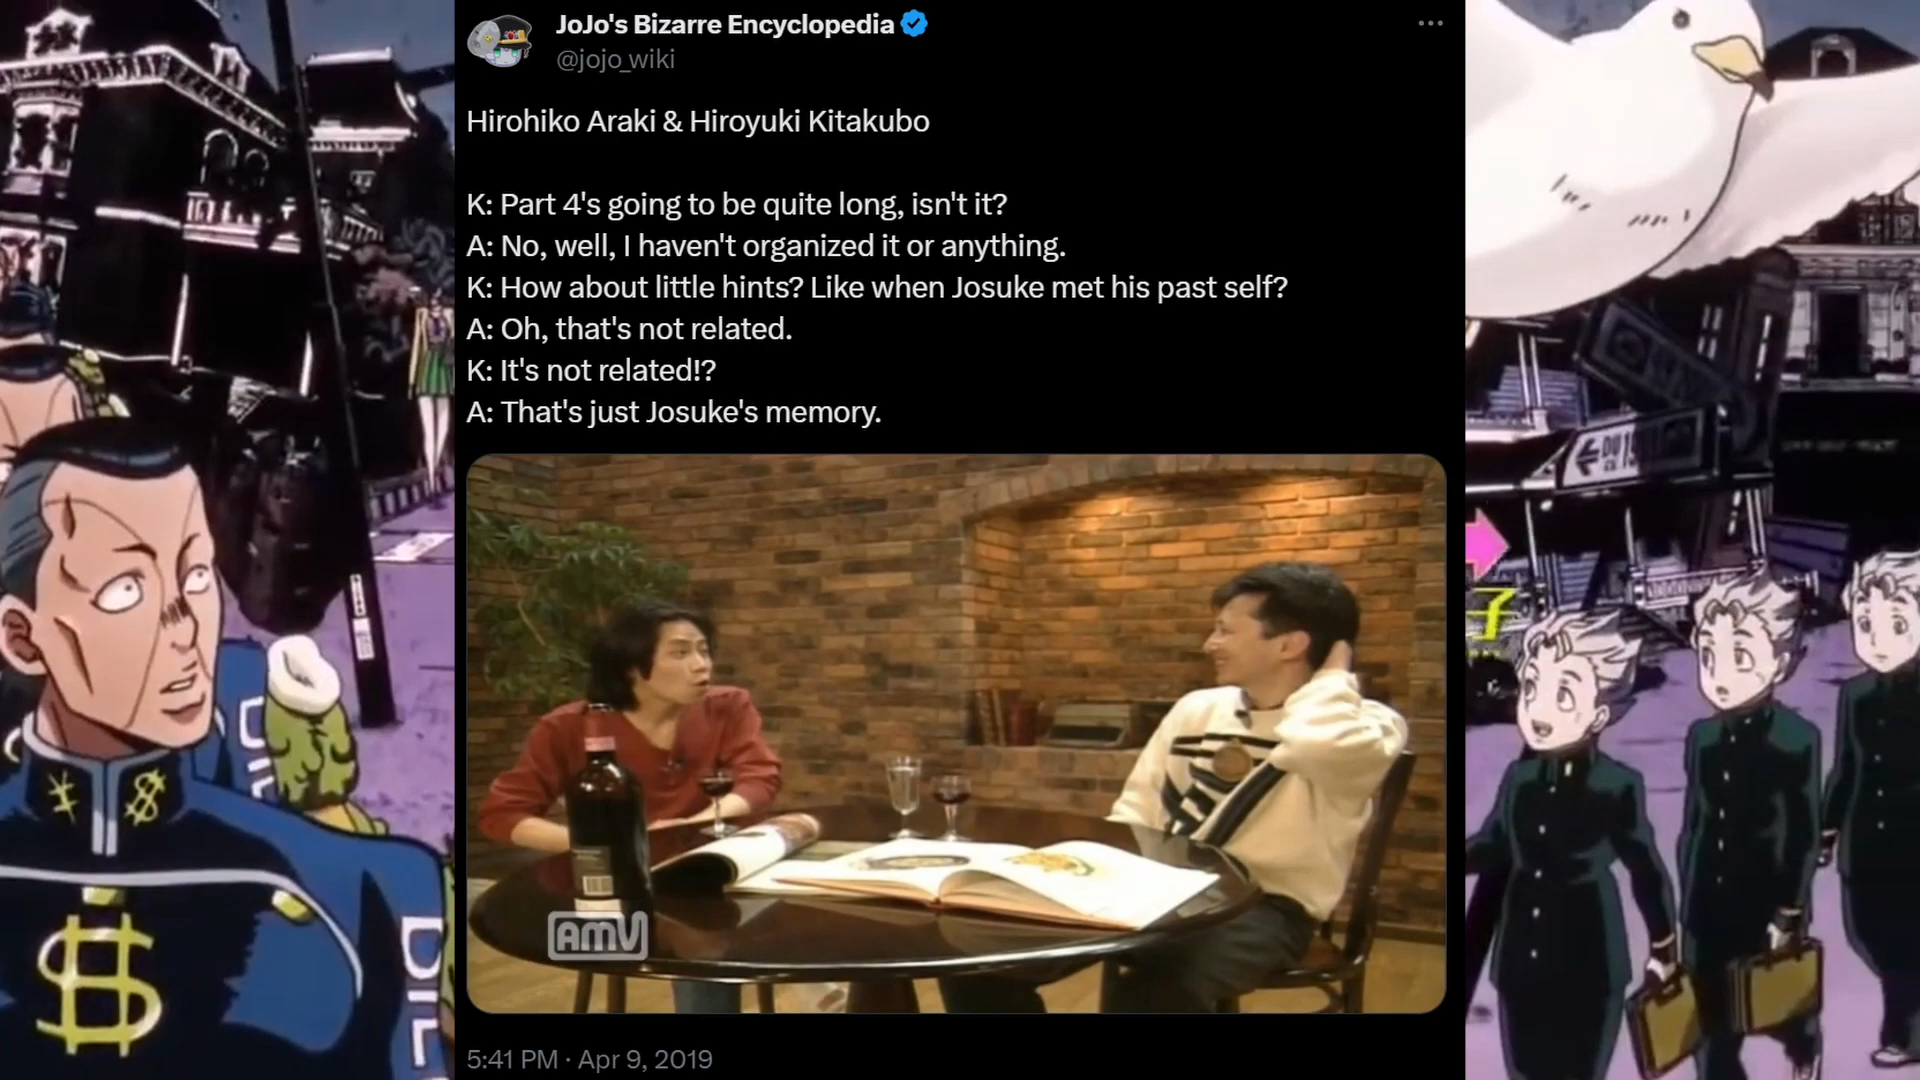 JoJo's Bizarre Encyclopedia
@jojo_wiki
Hirohiko Araki & Hiroyuki Kitakubo
K: Part 4's going to be quite long, isn't it?
A: No, well, I haven't organized it or anything.
K: How about little hints? Like when Josuke met his past self?
A: Oh, that's not related.
K: It's not related!?
A: That's just Josuke's memory.
AMV
5:41 PM · Apr 9, 2019